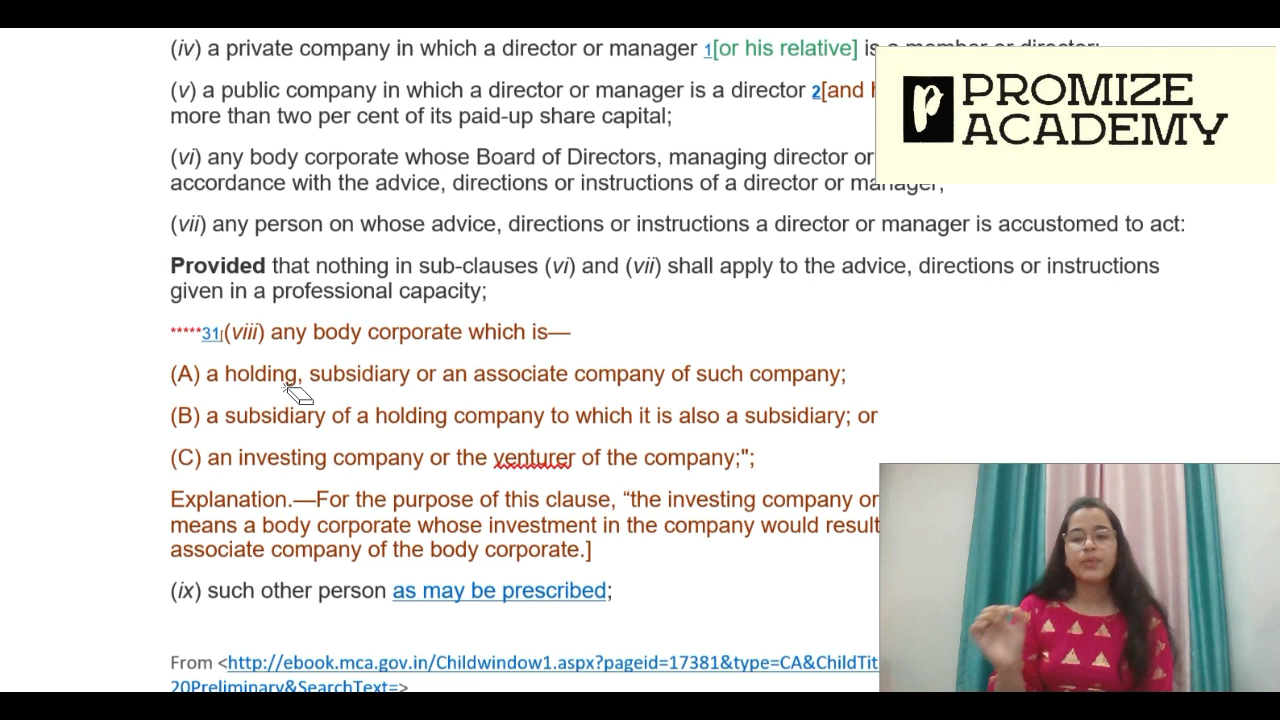 (iv) a private company in which a director or manager 1[or his relative] is a member or director;
(v) a public company in which a director or manager is a director 2[and
more than two per cent of its paid-up share capital;
(vi) any body corporate whose Board of Directors, managing director or
accordance with the advice, directions or instructions of a director or manager;
(vii) any person on whose advice, directions or instructions a director or manager is accustomed to act:
Provided that nothing in sub-clauses (vi) and (vii) shall apply to the advice, directions or instructions
given in a professional capacity;
*****31[(viii) any body corporate which is—
(A) a holding, subsidiary or an associate company of such company;
(B) a subsidiary of a holding company to which it is also a subsidiary; or
(C) an investing company or the venturer of the company;";
Explanation.—For the purpose of this clause, “the investing company or
means a body corporate whose investment in the company would result
associate company of the body corporate.]
(ix) such other person as may be prescribed;
From <http://ebook.mca.gov.in/Childwindow1.aspx?pageid=17381&type=CA&ChildTit
20Preliminary&SearchText=>
p PROMIZE
ACADEMY